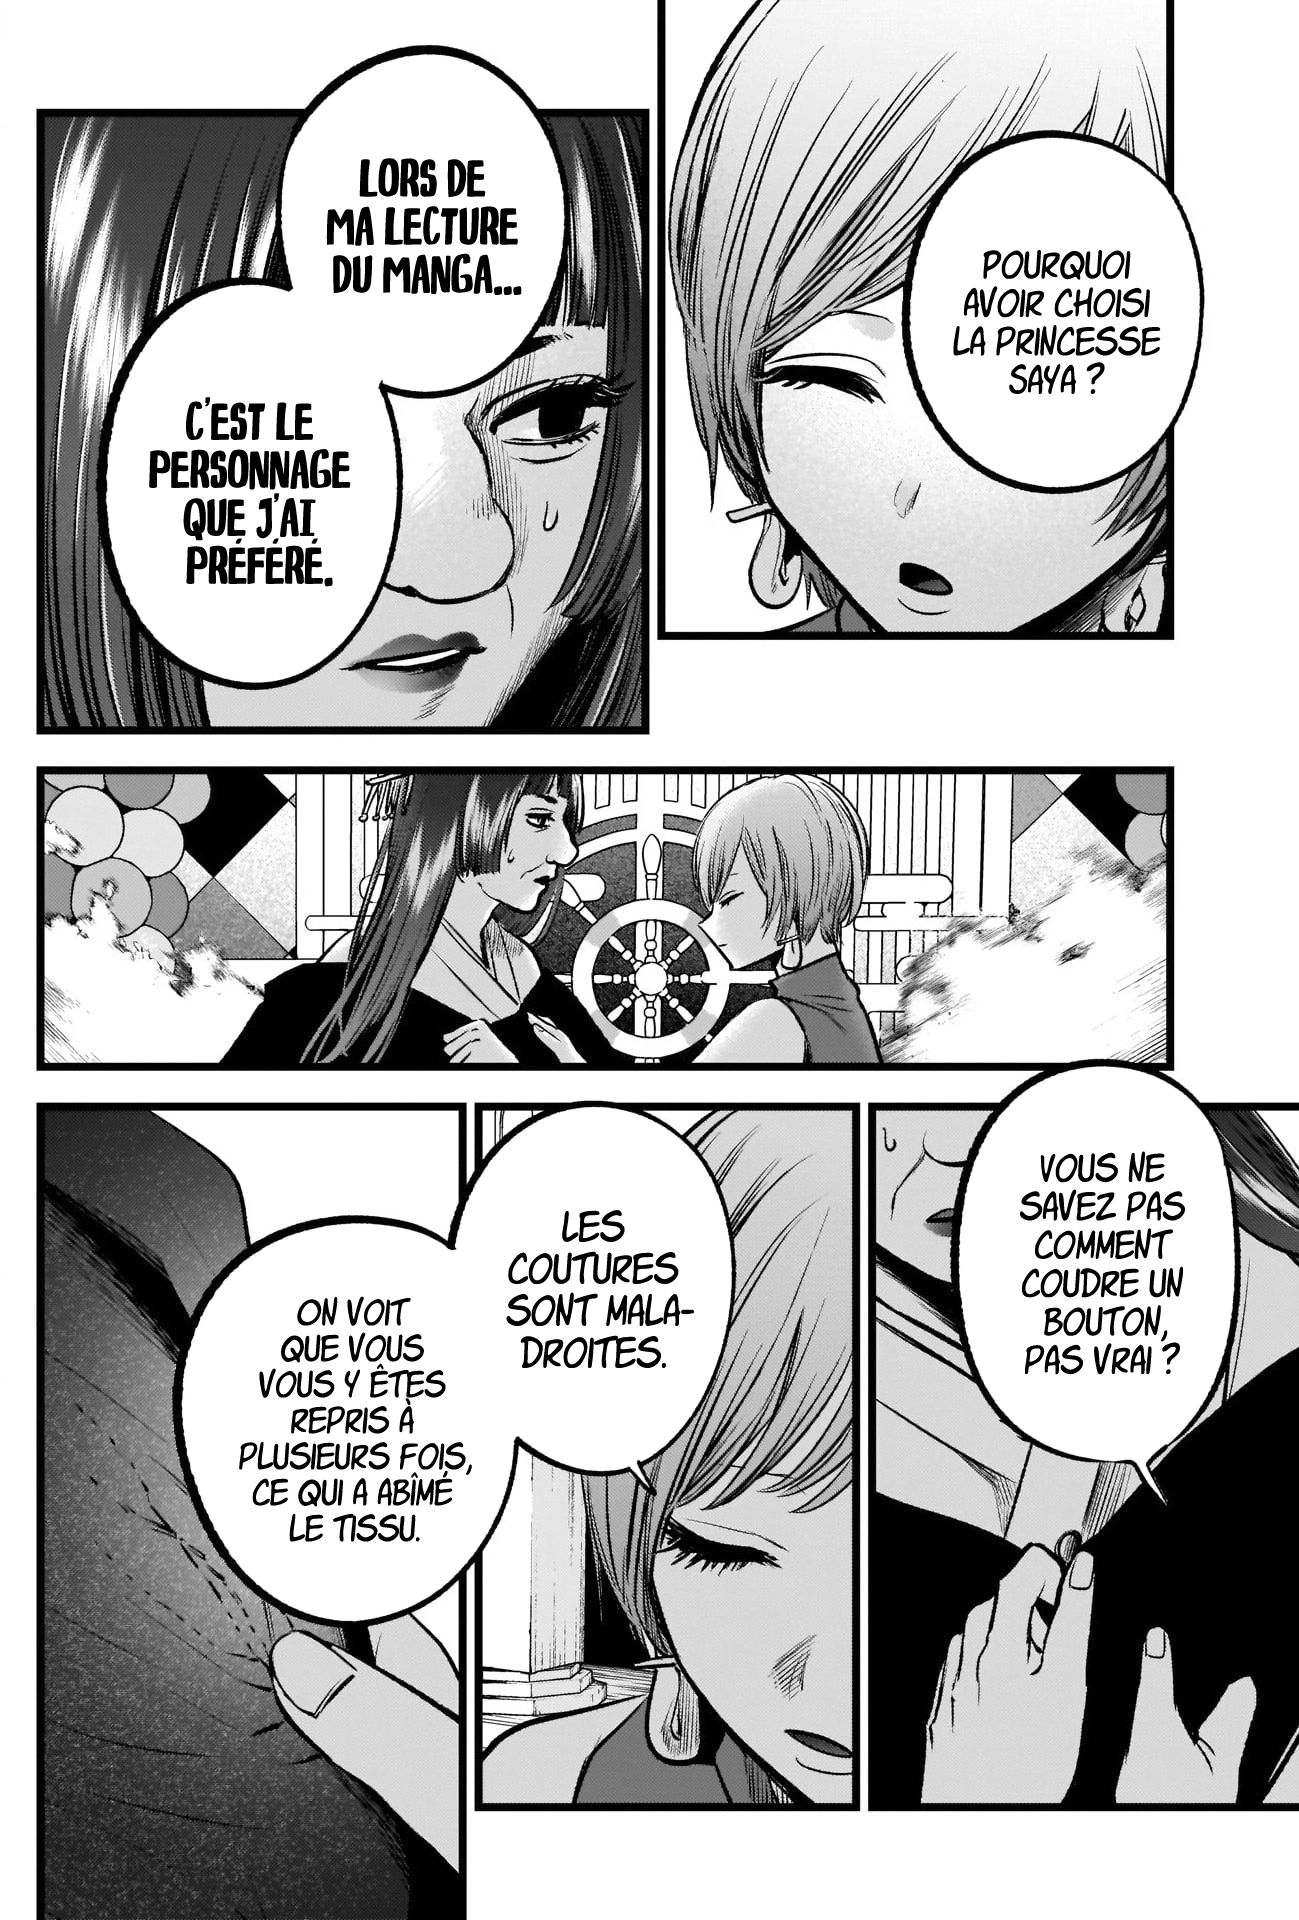 POURQUOI
AVOIR CHOISI
LA PRINCESSE
SAYA ?
LORS DE
MA LECTURE
DU MANGA...
C'EST LE
PERSONNAGE
QUE J'AI
PRÉFÉRÉ.
VOUS NE
SAVEZ PAS
COMMENT
COUDRE UN
BOUTON,
PAS VRAI ?
LES
COUTURES
SONT MALA-
DROITES.
ON VOIT
QUE VOUS
VOUS Y ÊTES
REPRIS À
PLUSIEURS FOIS,
CE QUI A ABÎMÉ
LE TISSU.